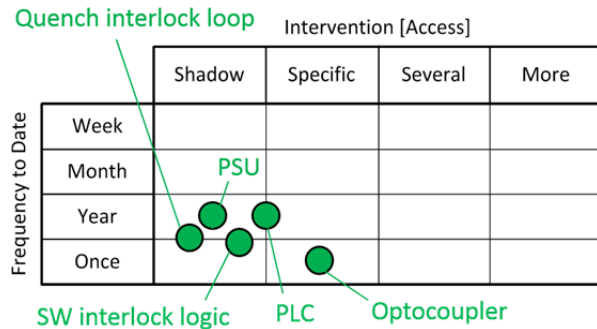 Quench interlock loop
Intervention [Access]
Shadow Specific Several More
Frequency to Date
Week
Month
PSU
Year
Once
SW interlock logic PLC Optocoupler